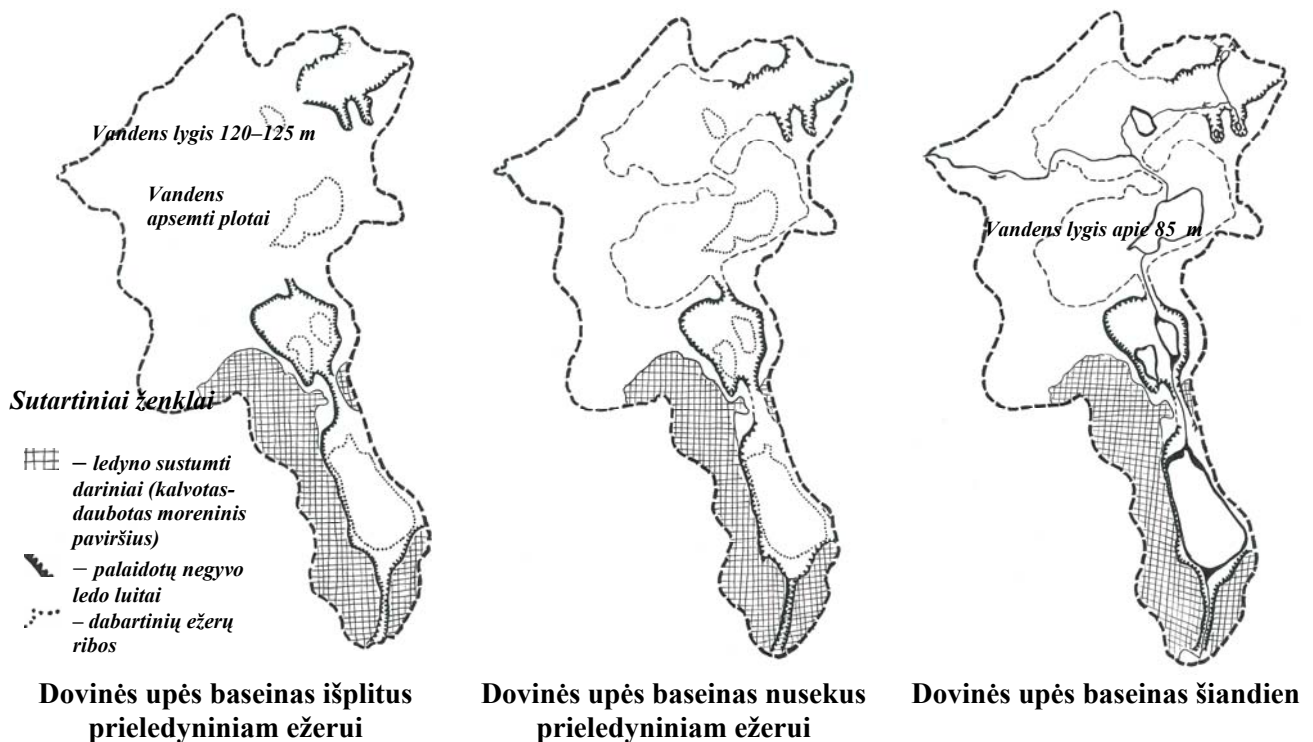 Vandens lygis 120–125 m
Vandens
apsemti plotai
Vandens lygis apie 85 m
Sutartiniai ženklai
– ledyno sustumti
dariniai (kalvotas-
daubotas moreninis
paviršius)
– palaidotų negyvo
ledo luitai
– dabartinių ežerų
ribos
Dovinės upės baseinas išplitus
prieledyniniam ežerui
Dovinės upės baseinas nusekus
prieledyniniam ežerui
Dovinės upės baseinas šiandien